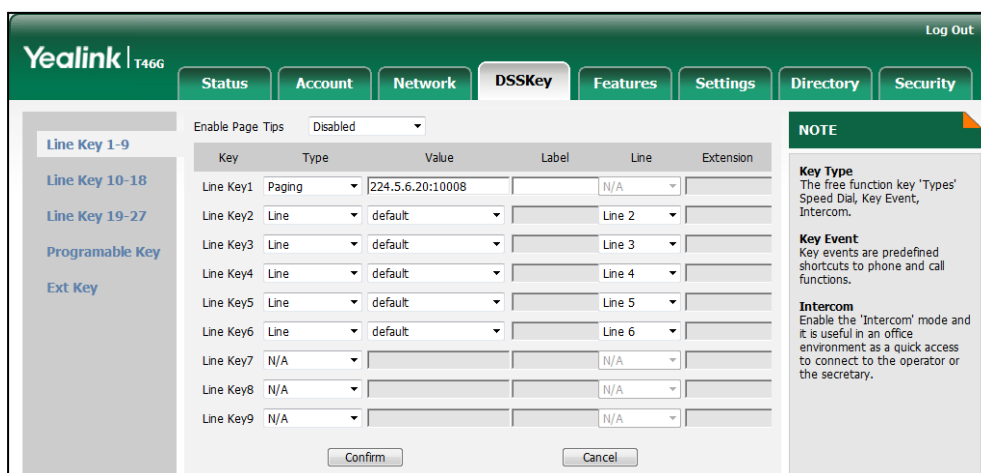 Log Out
Yealink T46G
Status Account Network DSSKey Features Settings Directory Security
Line Key 1-9
Line Key 10-18
Line Key 19-27
Programable Key
Ext Key
Enable Page Tips Disabled
Key Type Value Label Line Extension
Line Key1 Paging 224.5.6.20:10008 N/A
Line Key2 Line default Line 2
Line Key3 Line default Line 3
Line Key4 Line default Line 4
Line Key5 Line default Line 5
Line Key6 Line default Line 6
Line Key7 N/A N/A
Line Key8 N/A N/A
Line Key9 N/A N/A
Confirm Cancel
NOTE
Key Type
The free function key 'Types'
Speed Dial, Key Event,
Intercom.
Key Event
Key events are predefined
shortcuts to phone and call
functions.
Intercom
Enable the 'Intercom' mode and
it is useful in an office
environment as a quick access
to connect to the operator or
the secretary.